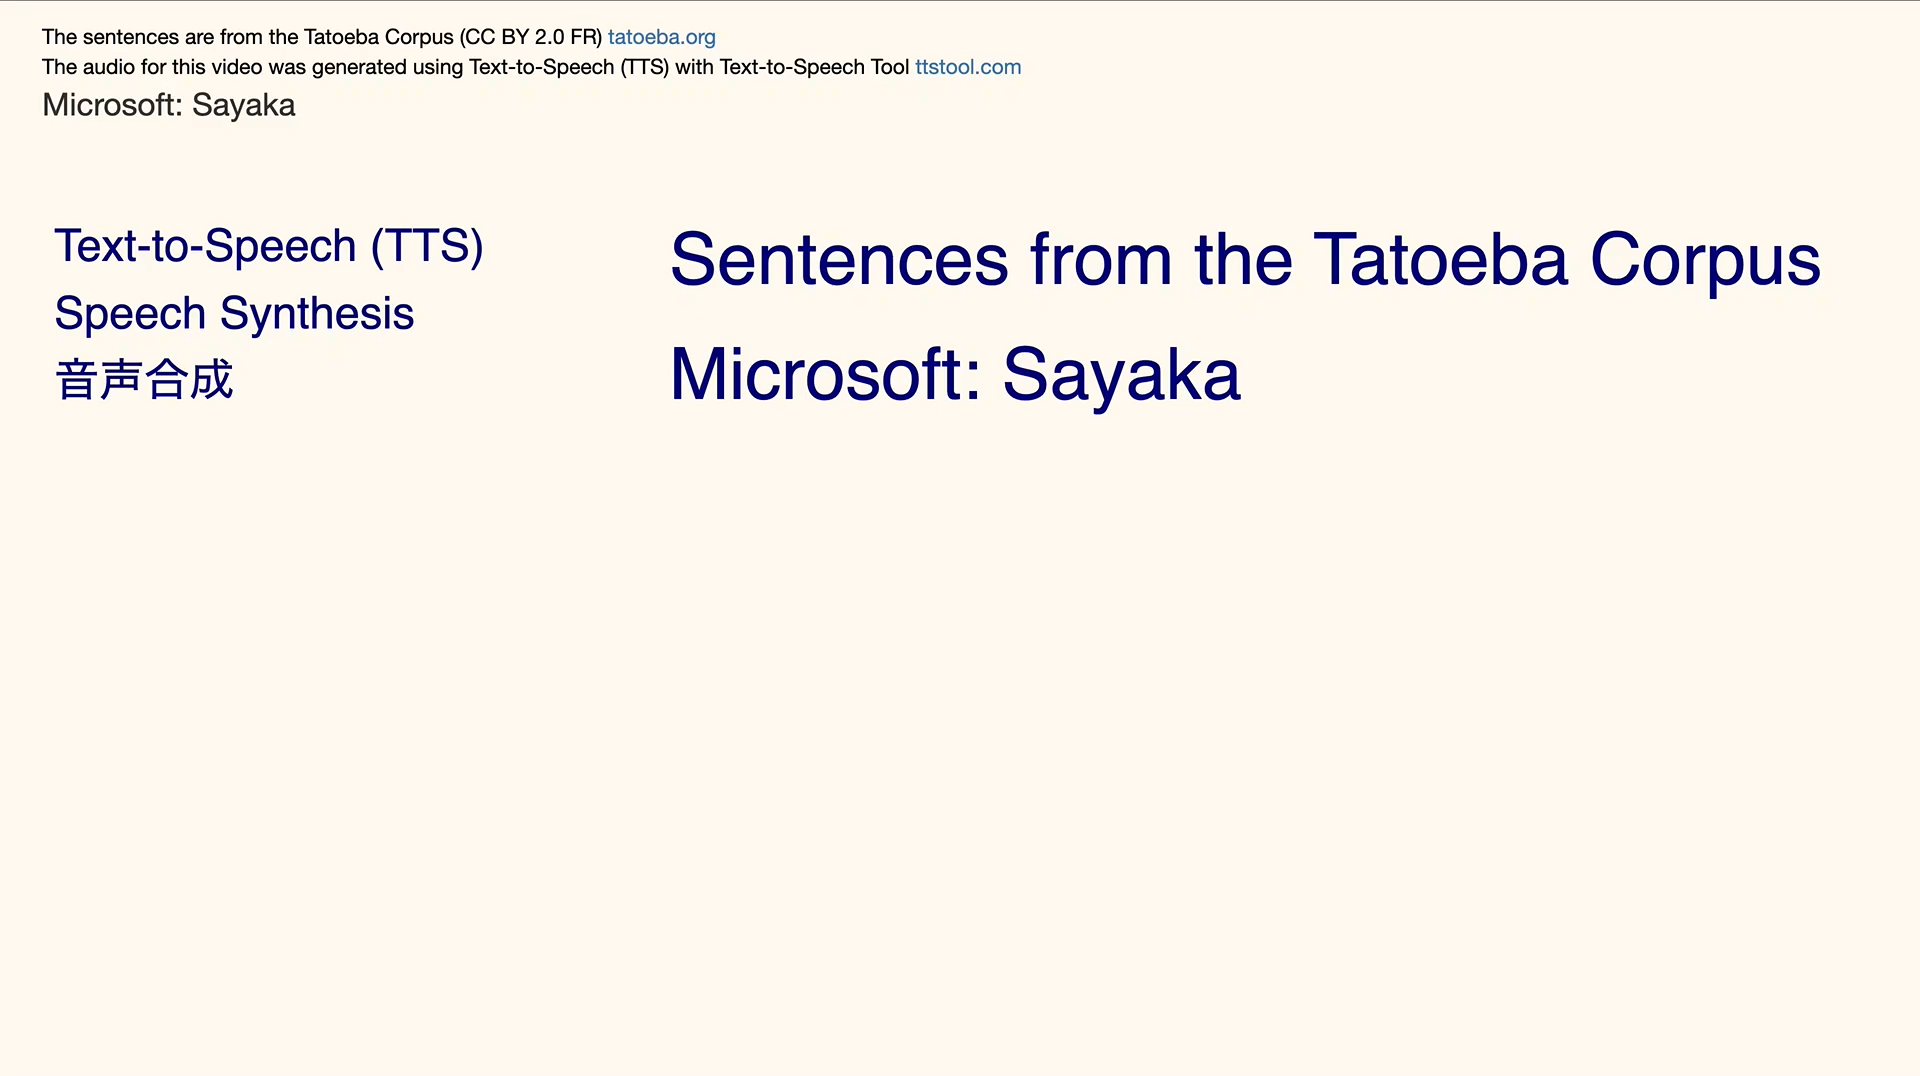 The sentences are from the Tatoeba Corpus (CC BY 2.0 FR) tatoeba.org
The audio for this video was generated using Text-to-Speech (TTS) with Text-to-Speech Tool ttstool.com
Microsoft: Sayaka
Text-to-Speech (TTS)
Speech Synthesis
音声合成
Sentences from the Tatoeba Corpus
Microsoft: Sayaka